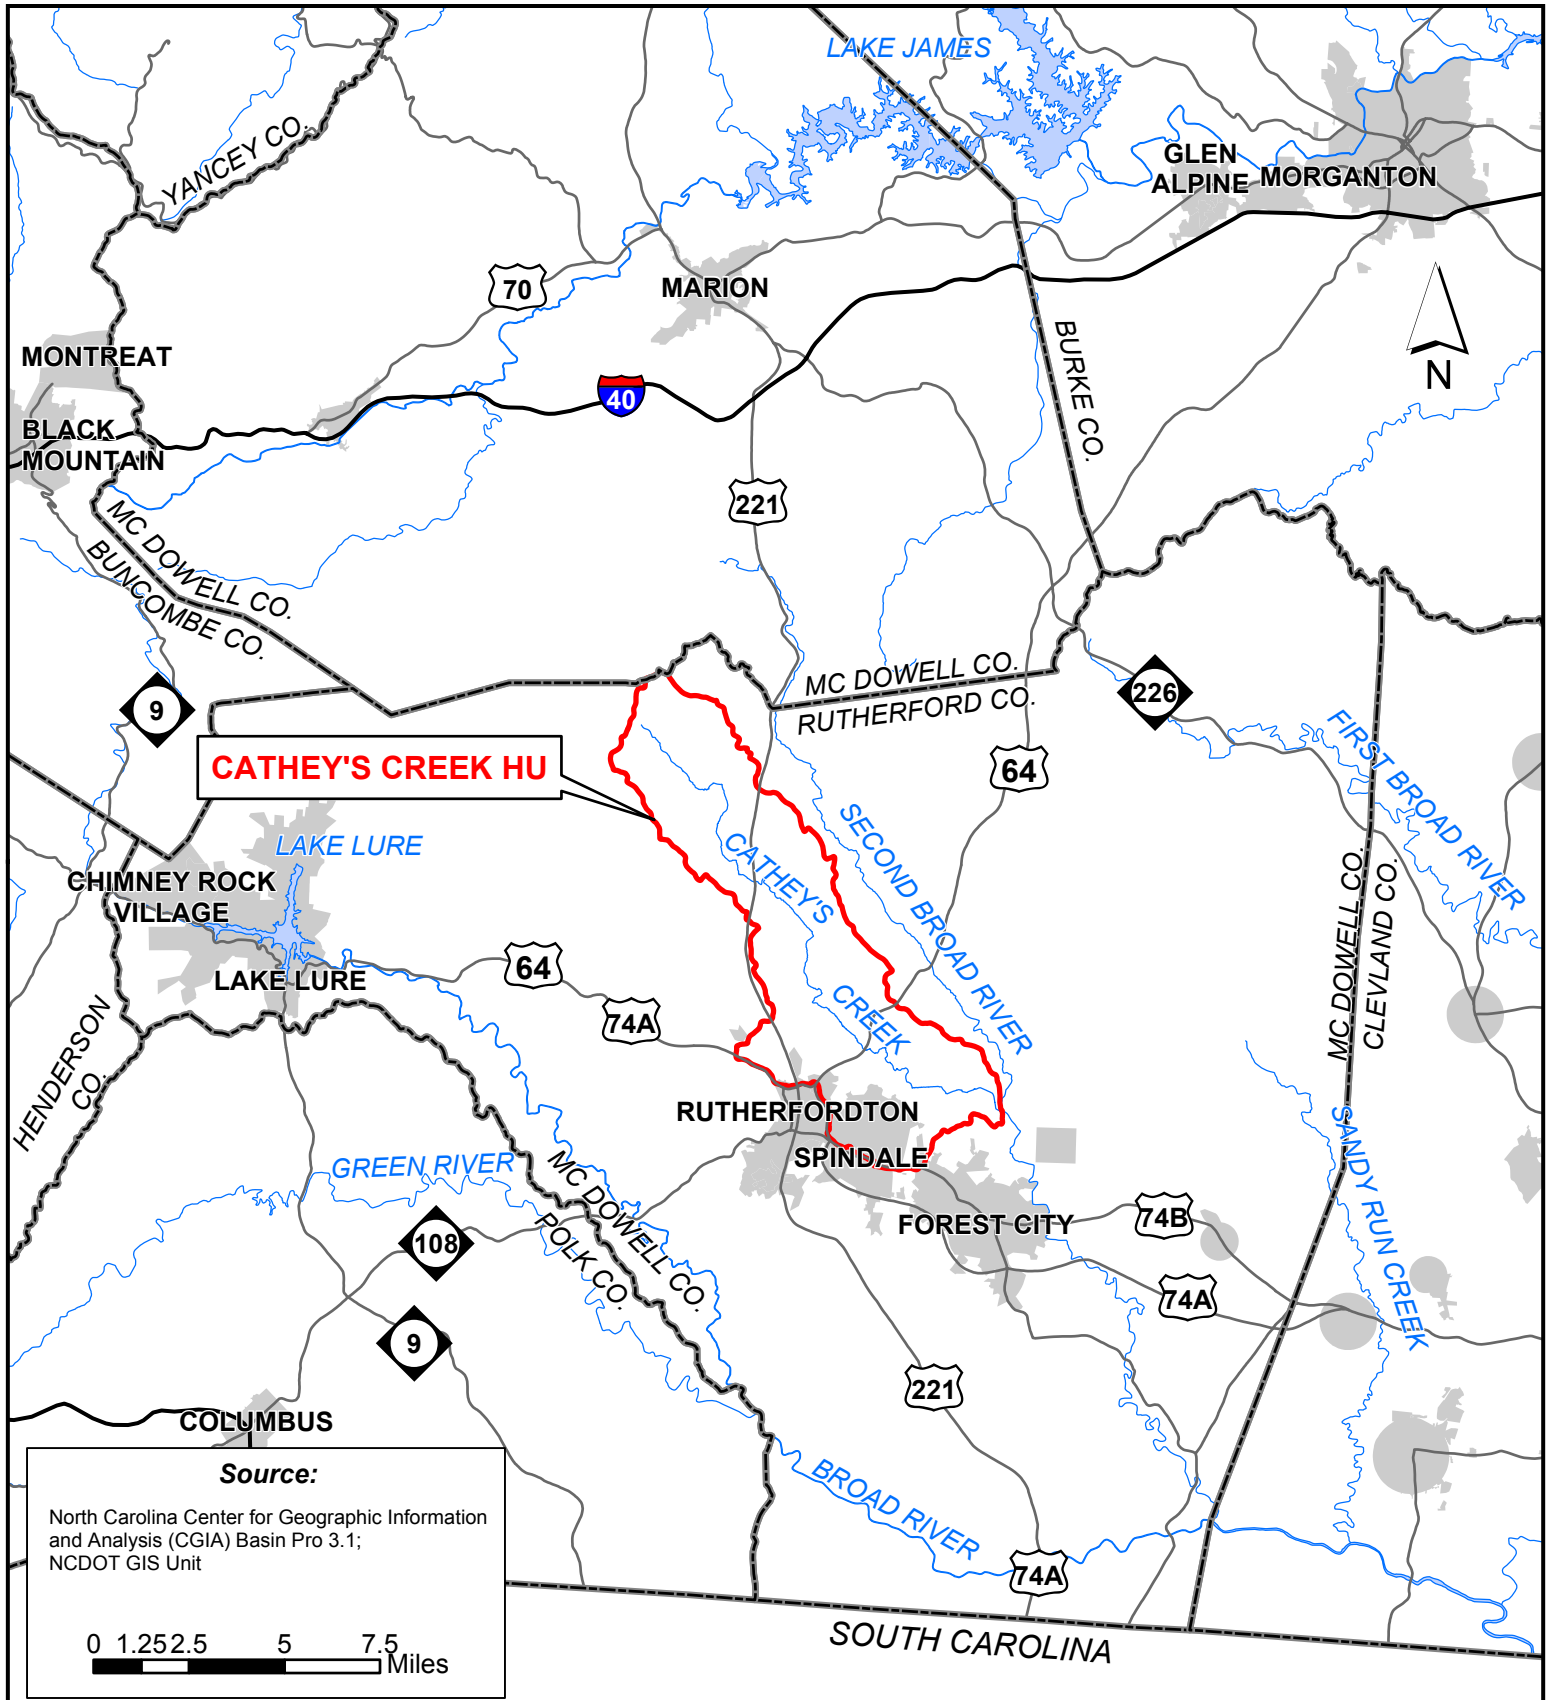 LAKE JAMES
YANCEY CO.
GLEN
ALPINE
MORGANTON
70
MARION
N
MONTREAT
BURKE CO.
40
BLACK
MOUNTAIN
221
MC DOWELL CO.
BUNCOMBE CO.
MC DOWELL CO.
RUTHERFORD CO.
9
226
CATHEY'S CREEK HU
64
FIRST BROAD RIVER
LAKE LURE
SECOND BROAD RIVER
CATHEY'S
CREEK
CHIMNEY ROCK
VILLAGE
MC DOWELL CO.
CLEVLAND CO.
LAKE LURE
64
74A
HENDERSON
CO.
RUTHERFORDTON
SPINDALE
SANDY RUN CREEK
GREEN RIVER
MC DOWELL CO.
POLK CO.
FOREST CITY
74B
108
74A
9
221
COLUMBUS
BROAD RIVER
74A
SOUTH CAROLINA
Source:
North Carolina Center for Geographic Information
and Analysis (CGIA) Basin Pro 3.1;
NCDOT GIS Unit
0 1.25 2.5 5 7.5
Miles